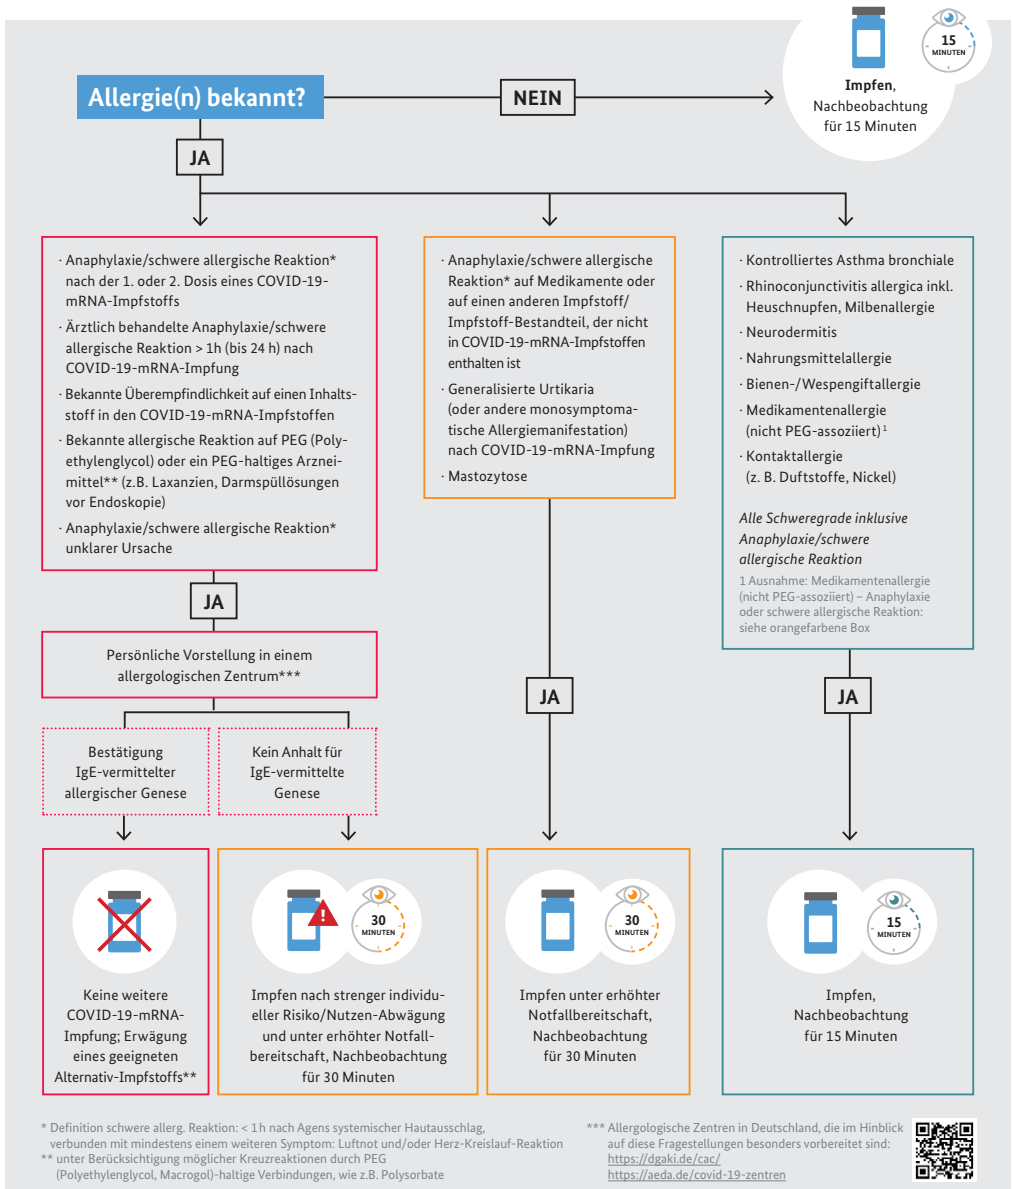 15
MINUTEN
Impfen,
Nachbeobachtung
für 15 Minuten
Allergie(n) bekannt?
NEIN
JA
· Anaphylaxie/schwere allergische Reaktion*
nach der 1. oder 2. Dosis eines COVID-19-
mRNA-Impfstoffs
· Ärztlich behandelte Anaphylaxie/schwere
allergische Reaktion > 1h (bis 24 h) nach
COVID-19-mRNA-Impfung
· Bekannte Überempfindlichkeit auf einen Inhalts-
stoff in den COVID-19-mRNA-Impfstoffen
· Bekannte allergische Reaktion auf PEG (Poly-
ethylenglycol) oder ein PEG-haltiges Arznei-
mittel** (z.B. Laxanzien, Darmspüllösungen
vor Endoskopie)
· Anaphylaxie/schwere allergische Reaktion*
unklarer Ursache
· Anaphylaxie/schwere allergische
Reaktion* auf Medikamente oder
auf einen anderen Impfstoff/
Impfstoff-Bestandteil, der nicht
in COVID-19-mRNA-Impfstoffen
enthalten ist
· Generalisierte Urtikaria
(oder andere monosymptoma-
tische Allergiemanifestation)
nach COVID-19-mRNA-Impfung
· Mastozytose
· Kontrolliertes Asthma bronchiale
· Rhinoconjunctivitis allergica inkl.
Heuschnupfen, Milbenallergie
· Neurodermitis
· Nahrungsmittelallergie
· Bienen-/Wespengiftallergie
· Medikamentenallergie
(nicht PEG-assoziiert) ¹
· Kontaktallergie
(z. B. Duftstoffe, Nickel)
Alle Schweregrade inklusive
Anaphylaxie/schwere
allergische Reaktion
1 Ausnahme: Medikamentenallergie
(nicht PEG-assoziiert) – Anaphylaxie
oder schwere allergische Reaktion:
siehe orangefarbene Box
JA
Persönliche Vorstellung in einem
allergologischen Zentrum***
JA
JA
Bestätigung
IgE-vermittelter
allergischer Genese
Kein Anhalt für
IgE-vermittelte
Genese
Keine weitere
COVID-19-mRNA-
Impfung; Erwägung
eines geeigneten
Alternativ-Impfstoffs**
!
30
MINUTEN
Impfen nach strenger individu-
eller Risiko/Nutzen-Abwägung
und unter erhöhter Notfall-
bereitschaft, Nachbeobachtung
für 30 Minuten
30
MINUTEN
Impfen unter erhöhter
Notfallbereitschaft,
Nachbeobachtung
für 30 Minuten
15
MINUTEN
Impfen,
Nachbeobachtung
für 15 Minuten
* Definition schwere allerg. Reaktion: < 1 h nach Agens systemischer Hautausschlag,
verbunden mit mindestens einem weiteren Symptom: Luftnot und/oder Herz-Kreislauf-Reaktion
** unter Berücksichtigung möglicher Kreuzreaktionen durch PEG
(Polyethylenglycol, Macrogol)-haltige Verbindungen, wie z.B. Polysorbate
*** Allergologische Zentren in Deutschland, die im Hinblick
auf diese Fragestellungen besonders vorbereitet sind:
https://dgaki.de/cac/
https://aeda.de/covid-19-zentren